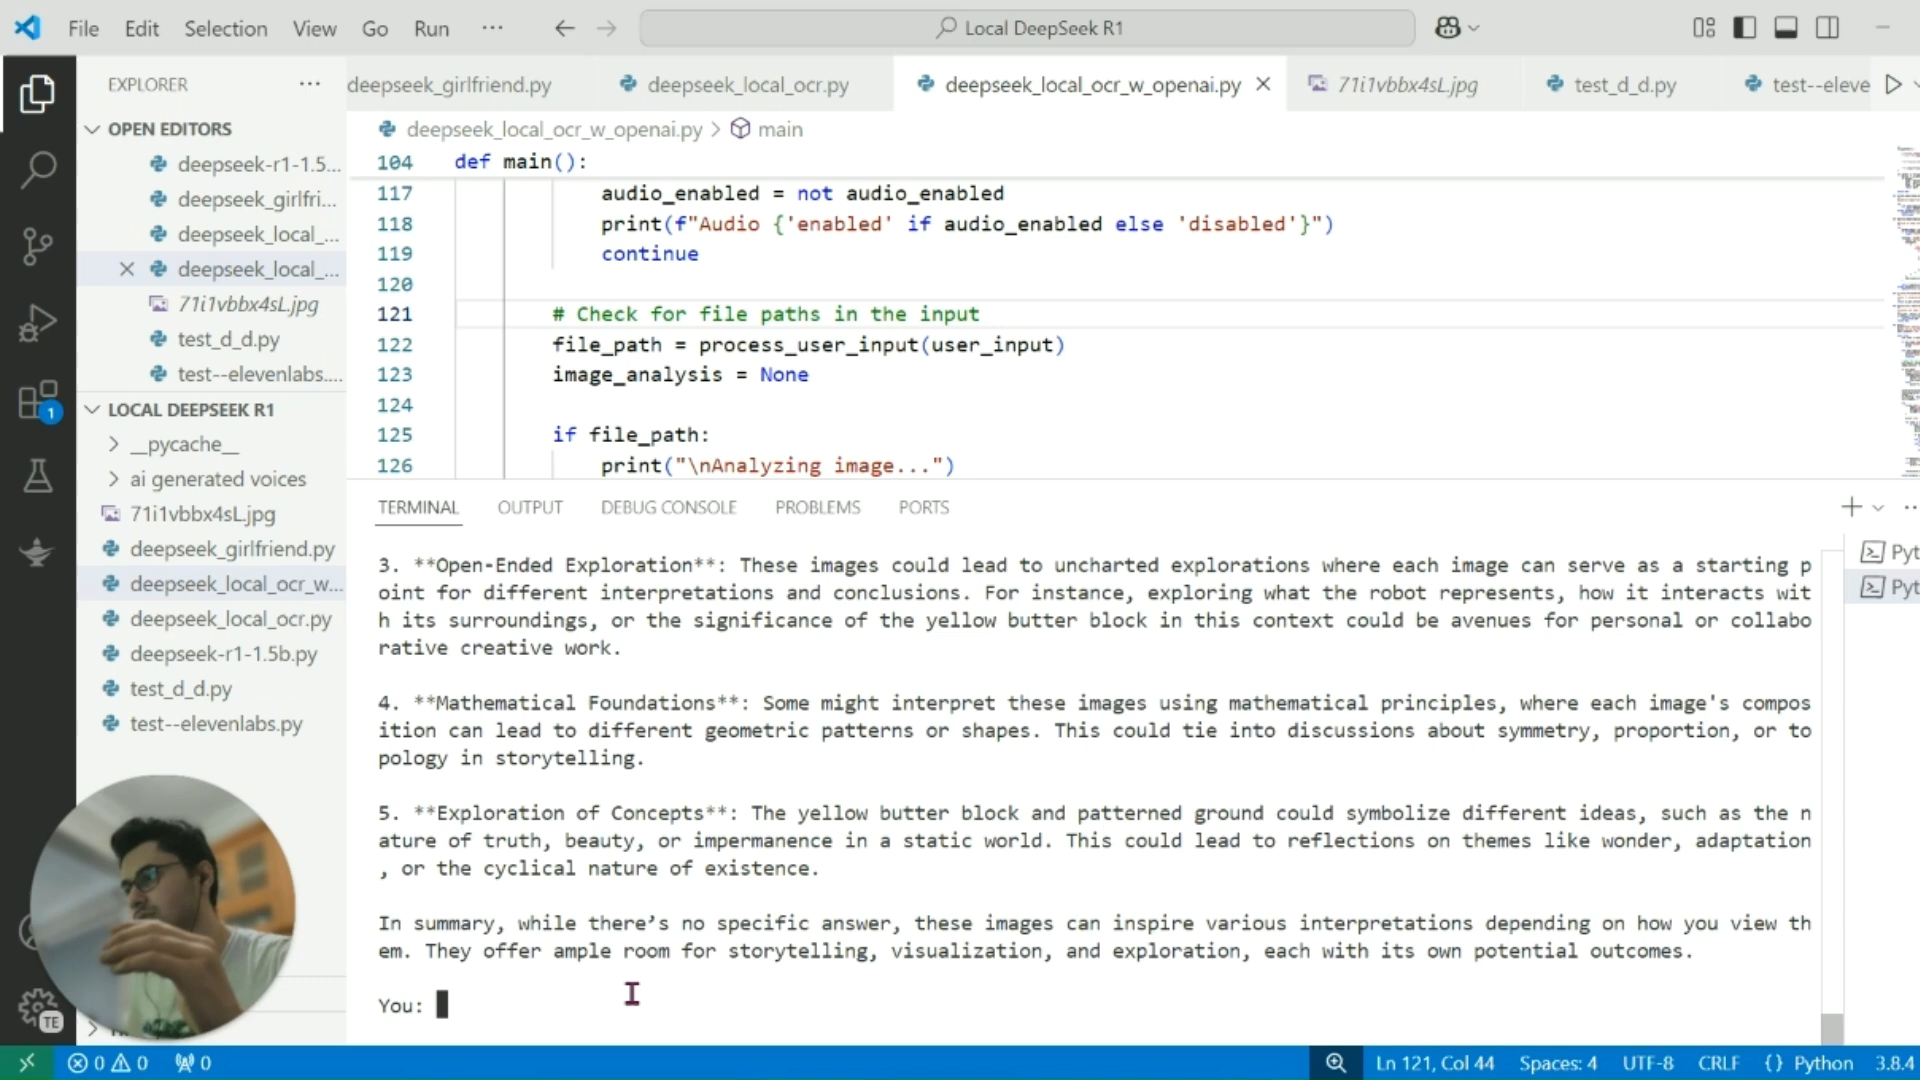 File Edit Selection View Go Run ··· Local DeepSeek R1
EXPLORER ···
deepseek_girlfriend.py deepseek_local_ocr.py deepseek_local_ocr_w_openai.py 71i1vbbx4sL.jpg test_d_d.py test--eleve
OPEN EDITORS
deepseek-r1-1.5...
deepseek_girlfri...
deepseek_local_...
deepseek_local_...
71i1vbbx4sL.jpg
test_d_d.py
test--elevenlabs....
LOCAL DEEPSEEK R1
__pycache__
ai generated voices
71i1vbbx4sL.jpg
deepseek_girlfriend.py
deepseek_local_ocr_w...
deepseek_local_ocr.py
deepseek-r1-1.5b.py
test_d_d.py
test--elevenlabs.py
1
TE
deepseek_local_ocr_w_openai.py > main
104 def main():
117 audio_enabled = not audio_enabled
118 print(f"Audio {'enabled' if audio_enabled else 'disabled'}")
119 continue
120
121 # Check for file paths in the input
122 file_path = process_user_input(user_input)
123 image_analysis = None
124
125 if file_path:
126 print("\nAnalyzing image...")
TERMINAL OUTPUT DEBUG CONSOLE PROBLEMS PORTS
Pyt
Pyt
3. **Open-Ended Exploration**: These images could lead to uncharted explorations where each image can serve as a starting p
oint for different interpretations and conclusions. For instance, exploring what the robot represents, how it interacts wit
h its surroundings, or the significance of the yellow butter block in this context could be avenues for personal or collabo
rative creative work.
4. **Mathematical Foundations**: Some might interpret these images using mathematical principles, where each image's compos
ition can lead to different geometric patterns or shapes. This could tie into discussions about symmetry, proportion, or to
pology in storytelling.
5. **Exploration of Concepts**: The yellow butter block and patterned ground could symbolize different ideas, such as the n
ature of truth, beauty, or impermanence in a static world. This could lead to reflections on themes like wonder, adaptation
, or the cyclical nature of existence.
In summary, while there’s no specific answer, these images can inspire various interpretations depending on how you view th
em. They offer ample room for storytelling, visualization, and exploration, each with its own potential outcomes.
You:
0 0 0 Ln 121, Col 44 Spaces: 4 UTF-8 CRLF {} Python 3.8.4